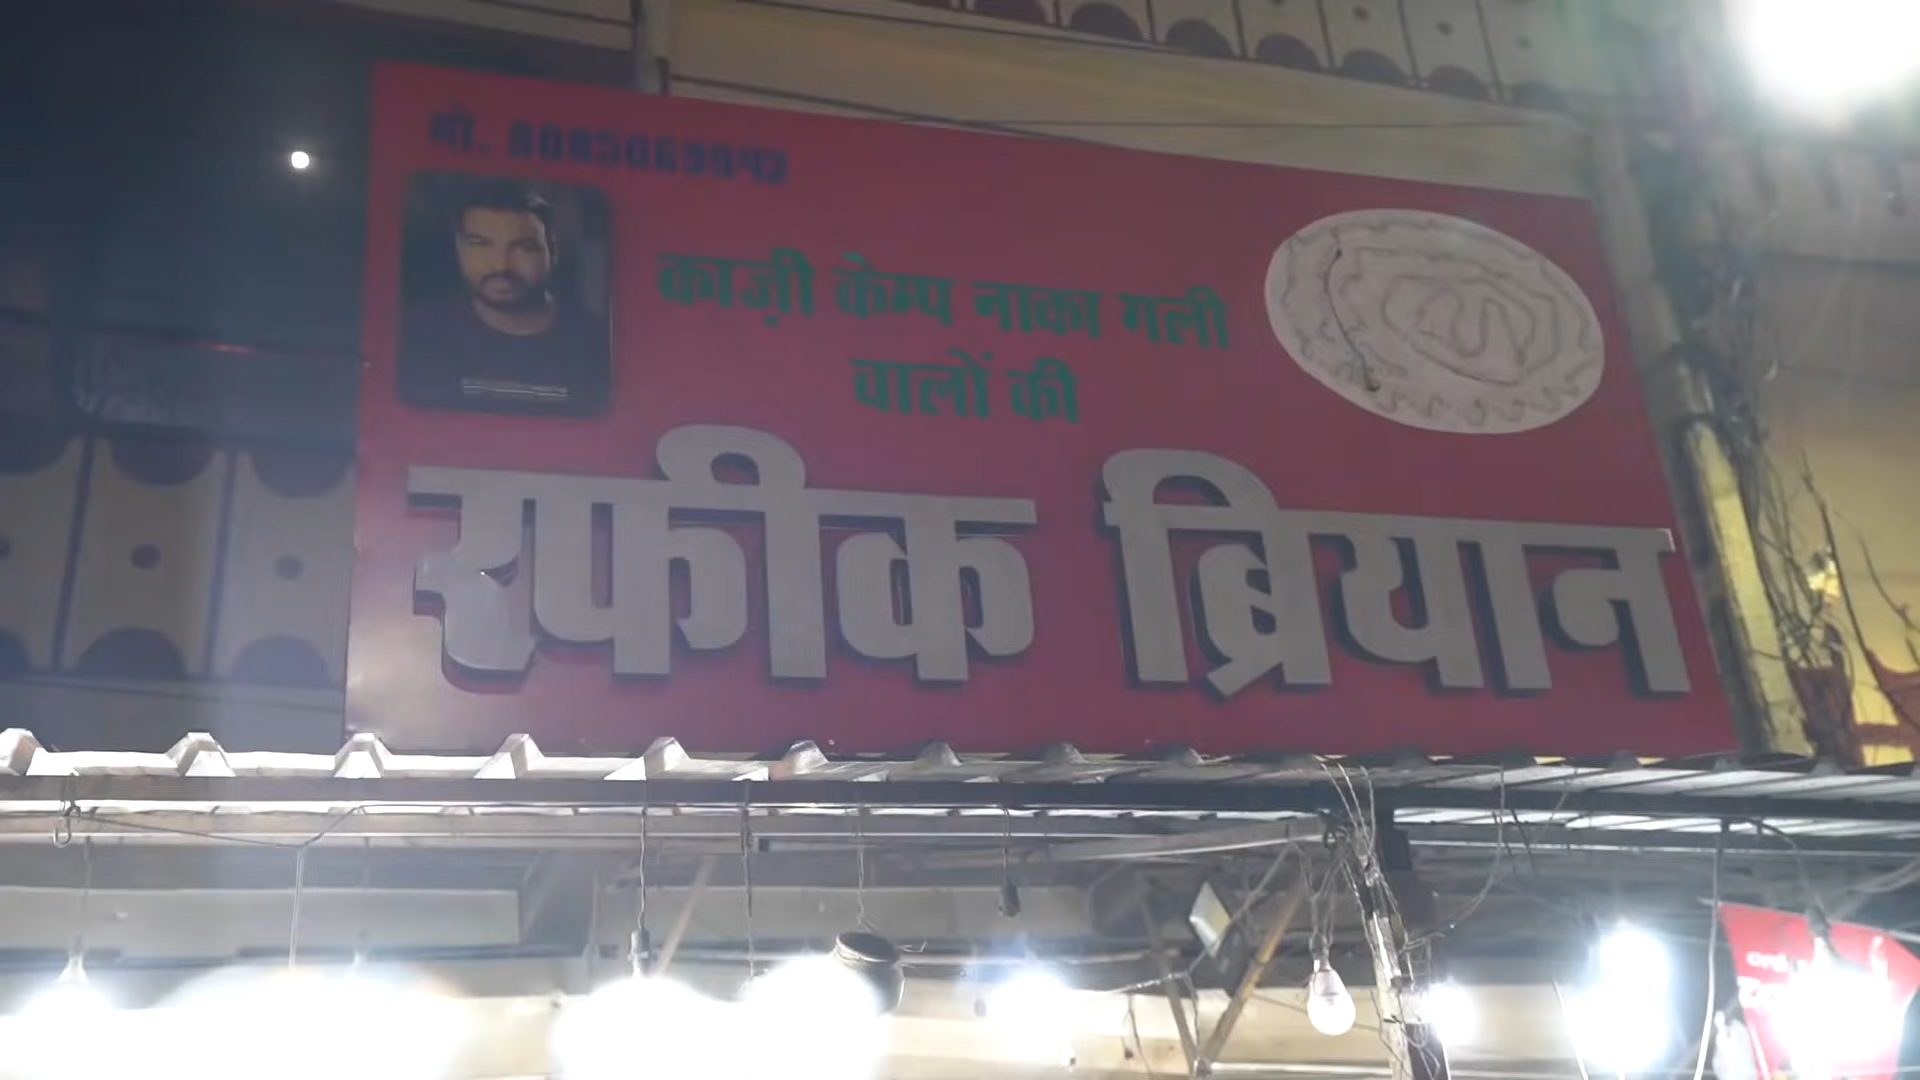 मो.
काज़ी केम्प नाका गली
वालों की
रफीक ब्रियान